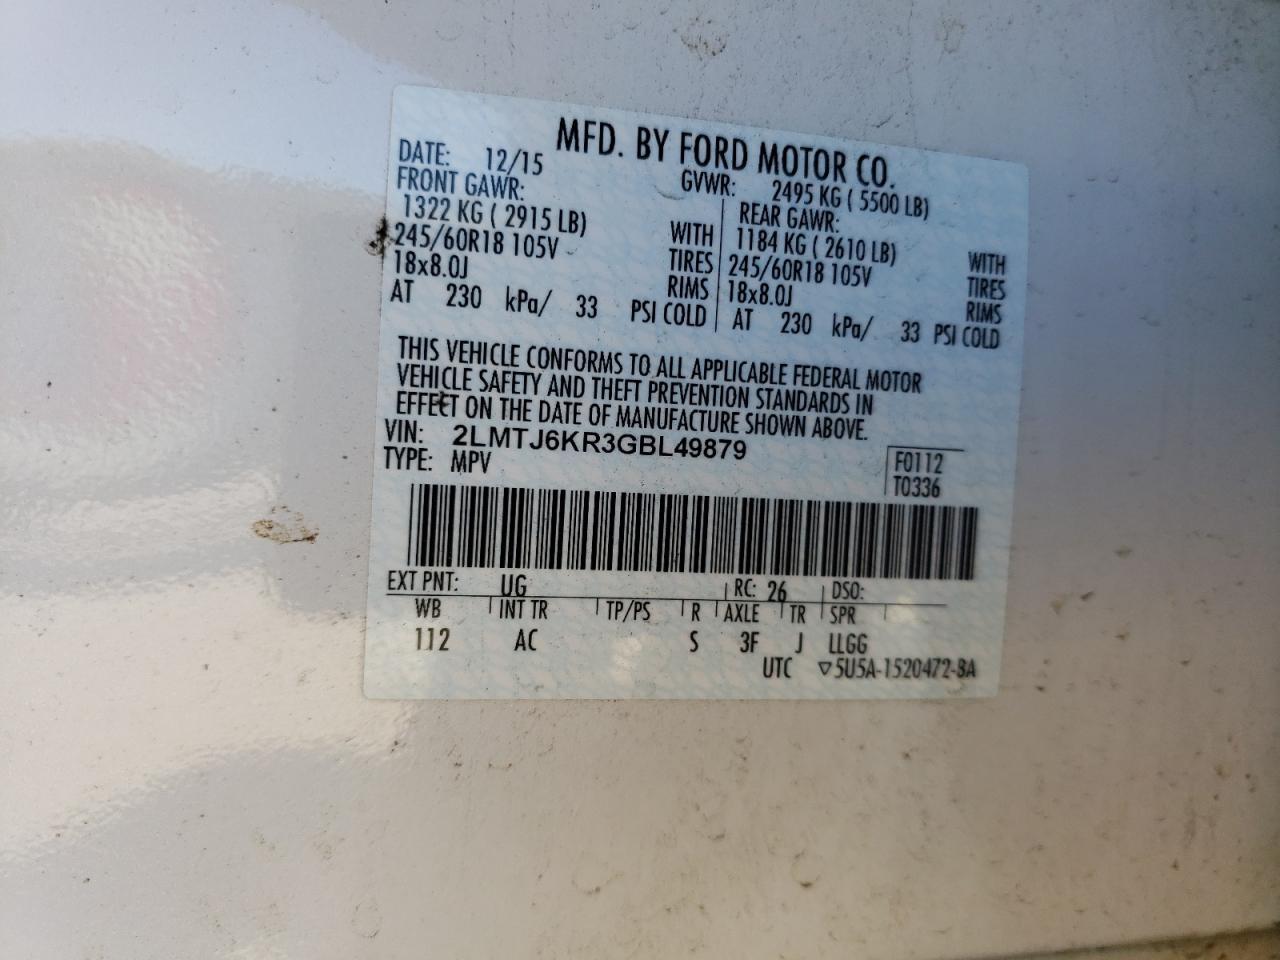 MFD. BY FORD MOTOR CO.
DATE: 12/15 GVWR: 2495 KG ( 5500 LB)
FRONT GAWR: REAR GAWR:
1322 KG ( 2915 LB) WITH 1184 KG ( 2610 LB) WITH
245/60R18 105V TIRES 245/60R18 105V TIRES
18x8.0J RIMS 18x8.0J RIMS
AT 230 kPa/ 33 PSI COLD AT 230 kPa/ 33 PSI COLD
THIS VEHICLE CONFORMS TO ALL APPLICABLE FEDERAL MOTOR
VEHICLE SAFETY AND THEFT PREVENTION STANDARDS IN
EFFECT ON THE DATE OF MANUFACTURE SHOWN ABOVE.
VIN: 2LMTJ6KR3GBL49879
TYPE: MPV
F0112
T0336
EXT PNT: UG RC: 26 DSO:
WB INT TR TP/PS R AXLE TR SPR
112 AC S 3F J LLGG
UTC ▽5U5A-1520472-BA